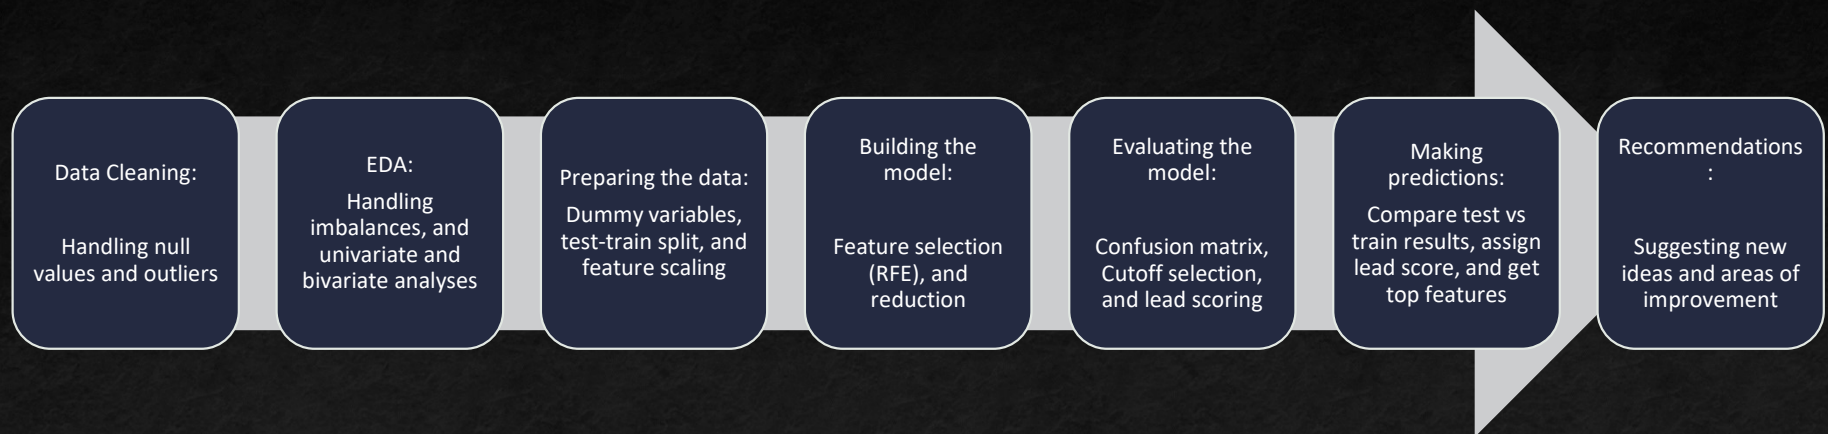 Data Cleaning:
Handling null
values and outliers
EDA:
Handling
imbalances, and
univariate and
bivariate analyses
Preparing the data:
Dummy variables,
test-train split, and
feature scaling
Building the
model:
Feature selection
(RFE), and
reduction
Evaluating the
model:
Confusion matrix,
Cutoff selection,
and lead scoring
Making
predictions:
Compare test vs
train results, assign
lead score, and get
top features
Recommendations
:
Suggesting new
ideas and areas of
improvement